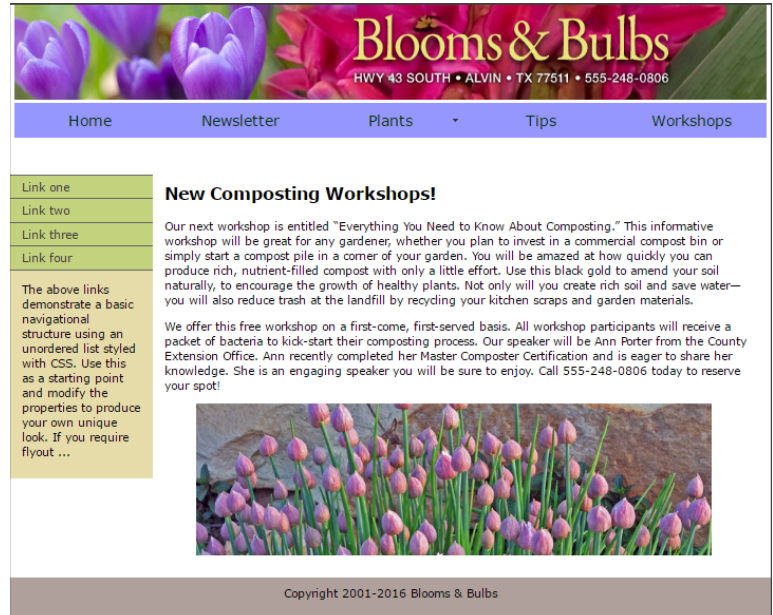 Blooms & Bulbs
HWY 43 SOUTH • ALVIN • TX 77511 • 555-248-0806
Home Newsletter Plants Tips Workshops
Link one
Link two
Link three
Link four
The above links
demonstrate a basic
navigational
structure using an
unordered list styled
with CSS. Use this
as a starting point
and modify the
properties to produce
your own unique
look. If you require
flyout ...
New Composting Workshops!
Our next workshop is entitled “Everything You Need to Know About Composting.” This informative
workshop will be great for any gardener, whether you plan to invest in a commercial compost bin or
simply start a compost pile in a corner of your garden. You will be amazed at how quickly you can
produce rich, nutrient-filled compost with only a little effort. Use this black gold to amend your soil
naturally, to encourage the growth of healthy plants. Not only will you create rich soil and save water—
you will also reduce trash at the landfill by recycling your kitchen scraps and garden materials.
We offer this free workshop on a first-come, first-served basis. All workshop participants will receive a
packet of bacteria to kick-start their composting process. Our speaker will be Ann Porter from the County
Extension Office. Ann recently completed her Master Composter Certification and is eager to share her
knowledge. She is an engaging speaker you will be sure to enjoy. Call 555-248-0806 today to reserve
your spot!
Copyright 2001-2016 Blooms & Bulbs